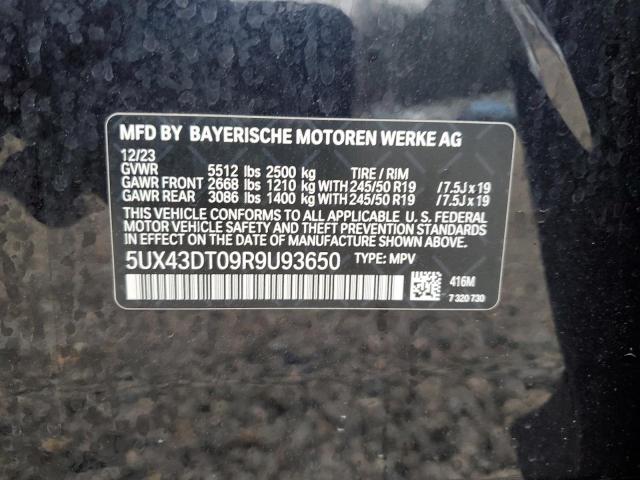 MFD BY BAYERISCHE MOTOREN WERKE AG
12/23
GVWR 5512 lbs 2500 kg TIRE / RIM
GAWR FRONT 2668 lbs 1210 kg WITH 245/50 R19 /7.5J x 19
GAWR REAR 3086 lbs 1400 kg WITH 245/50 R19 /7.5J x 19
THIS VEHICLE CONFORMS TO ALL APPLICABLE U. S. FEDERAL
MOTOR VEHICLE SAFETY AND THEFT PREVENTION STANDARDS
IN EFFECT ON THE DATE OF MANUFACTURE SHOWN ABOVE.
5UX43DT09R9U93650 TYPE: MPV
416M
7 320 730